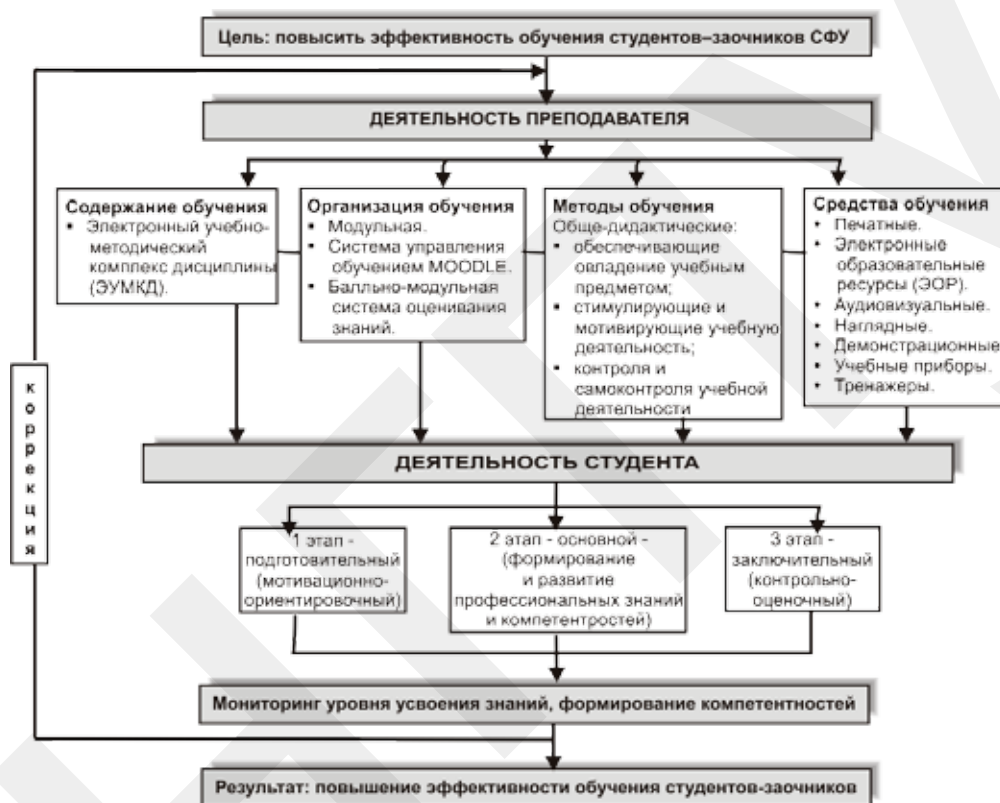 Цель: повысить эффективность обучения студентов–заочников СФУ
ДЕЯТЕЛЬНОСТЬ ПРЕПОДАВАТЕЛЯ
Содержание обучения
• Электронный учебно-
методический
комплекс дисциплины
(ЭУМКД).
Организация обучения
• Модульная.
• Система управления
обучением MOODLE.
• Балльно-модульная
система оценивания
знаний.
Методы обучения
Обще-дидактические:
• обеспечивающие
овладение учебным
предметом;
• стимулирующие и
мотивирующие учебную
деятельность;
• контроля и
самоконтроля учебной
деятельности
Средства обучения
• Печатные.
• Электронные
образовательные
ресурсы (ЭОР).
• Аудиовизуальные.
• Наглядные.
• Демонстрационные
• Учебные приборы.
• Тренажеры.
коррекция
ДЕЯТЕЛЬНОСТЬ СТУДЕНТА
1 этап -
подготовительный
(мотивационно-
ориентировочный)
2 этап - основной -
(формирование
и развитие
профессиональных знаний
и компетентростей)
3 этап -
заключительный
(контрольно-
оценочный)
Мониторинг уровня усвоения знаний, формирование компетентностей
Результат: повышение эффективности обучения студентов-заочников